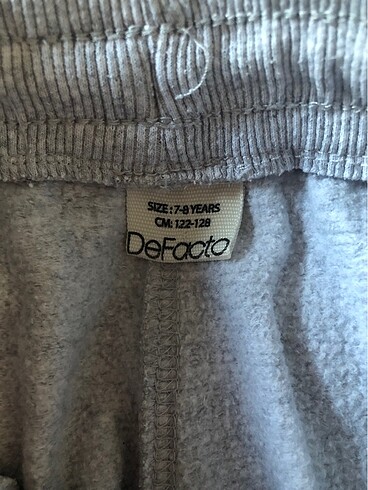 SIZE : 7-8 YEARS
CM: 122-128
DeFacto